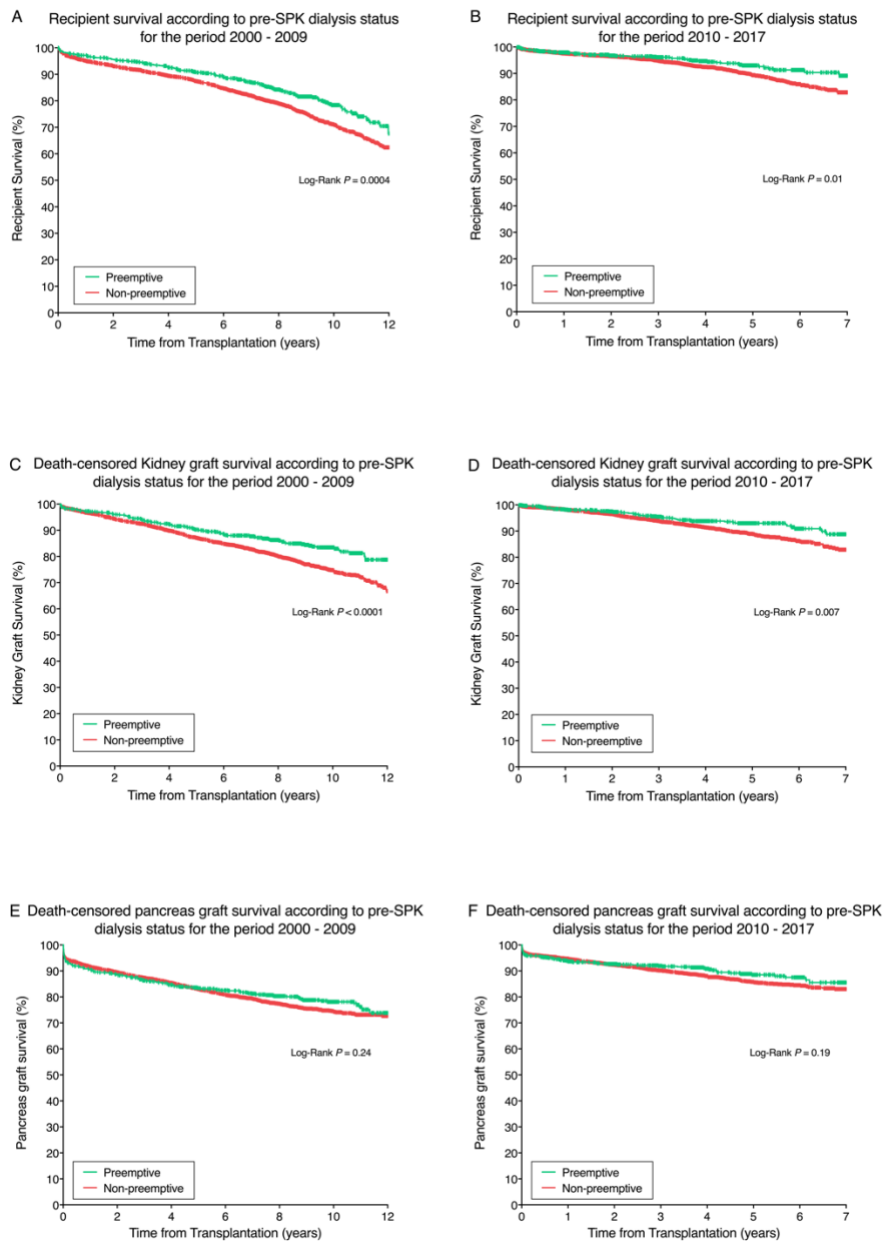 A Recipient survival according to pre-SPK dialysis status
for the period 2000 - 2009
100
90
80
70
60
50
40
30
20
10
0
Recipient Survival (%)
Log-Rank P = 0.0004
Preemptive
Non-preemptive
0 2 4 6 8 10 12
Time from Transplantation (years)
B Recipient survival according to pre-SPK dialysis status
for the period 2010 - 2017
100
90
80
70
60
50
40
30
20
10
0
Recipient Survival (%)
Log-Rank P = 0.01
Preemptive
Non-preemptive
0 1 2 3 4 5 6 7
Time from Transplantation (years)
C Death-censored Kidney graft survival according to pre-SPK
dialysis status for the period 2000 - 2009
100
90
80
70
60
50
40
30
20
10
0
Kidney Graft Survival (%)
Log-Rank P < 0.0001
Preemptive
Non-preemptive
0 2 4 6 8 10 12
Time from Transplantation (years)
D Death-censored Kidney graft survival according to pre-SPK
dialysis status for the period 2010 - 2017
100
90
80
70
60
50
40
30
20
10
0
Kidney Graft Survival (%)
Log-Rank P = 0.007
Preemptive
Non-preemptive
0 1 2 3 4 5 6 7
Time from Transplantation (years)
E Death-censored pancreas graft survival according to pre-SPK
dialysis status for the period 2000 - 2009
100
90
80
70
60
50
40
30
20
10
0
Pancreas graft survival (%)
Log-Rank P = 0.24
Preemptive
Non-preemptive
0 2 4 6 8 10 12
Time from Transplantation (years)
F Death-censored pancreas graft survival according to pre-SPK
dialysis status for the period 2010 - 2017
100
90
80
70
60
50
40
30
20
10
0
Pancreas graft survival (%)
Log-Rank P = 0.19
Preemptive
Non-preemptive
0 1 2 3 4 5 6 7
Time from Transplantation (years)